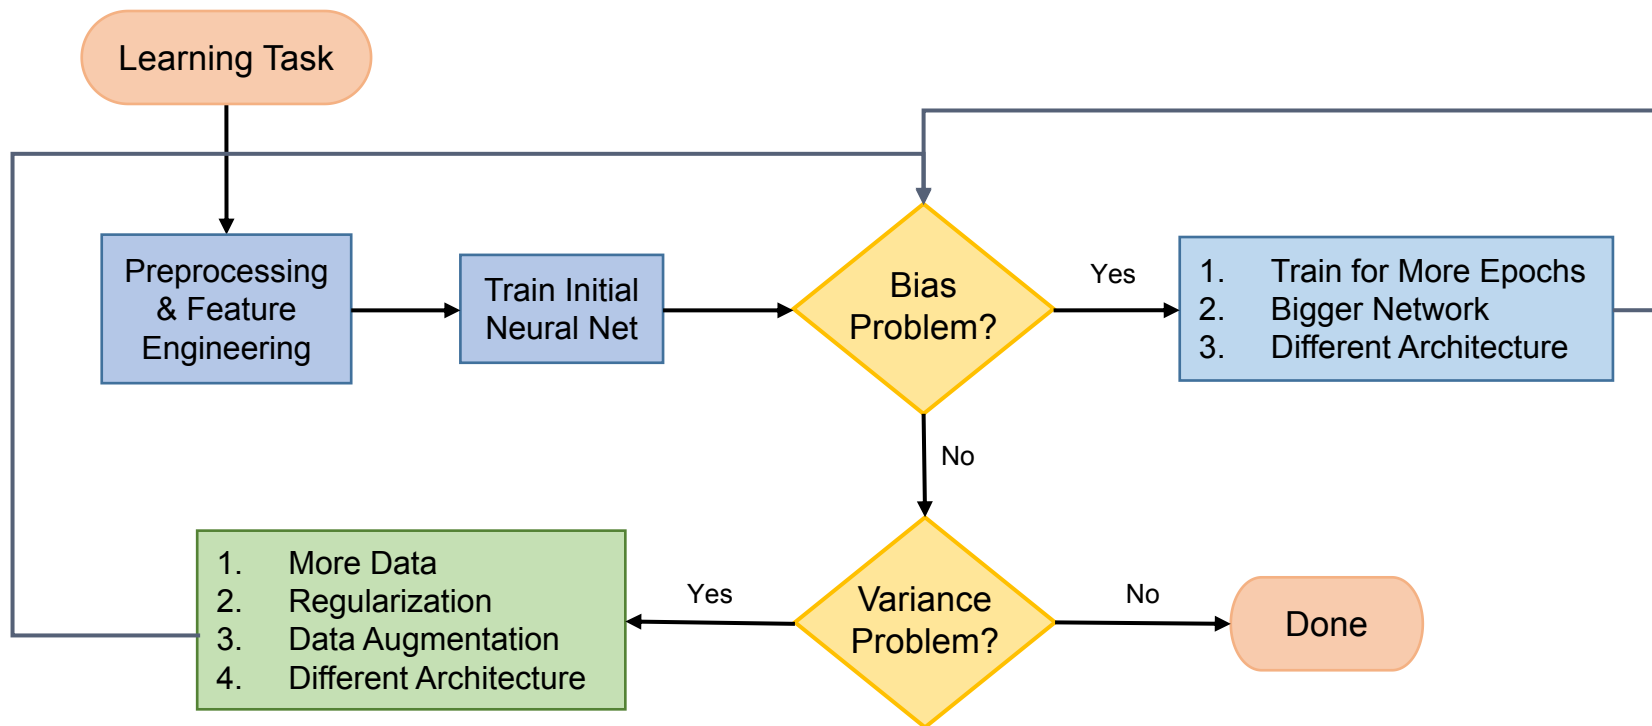 Learning Task
Preprocessing
& Feature
Engineering
Train Initial
Neural Net
Bias
Problem?
Yes
1. Train for More Epochs
2. Bigger Network
3. Different Architecture
No
1. More Data
2. Regularization
3. Data Augmentation
4. Different Architecture
Yes
Variance
Problem?
No
Done